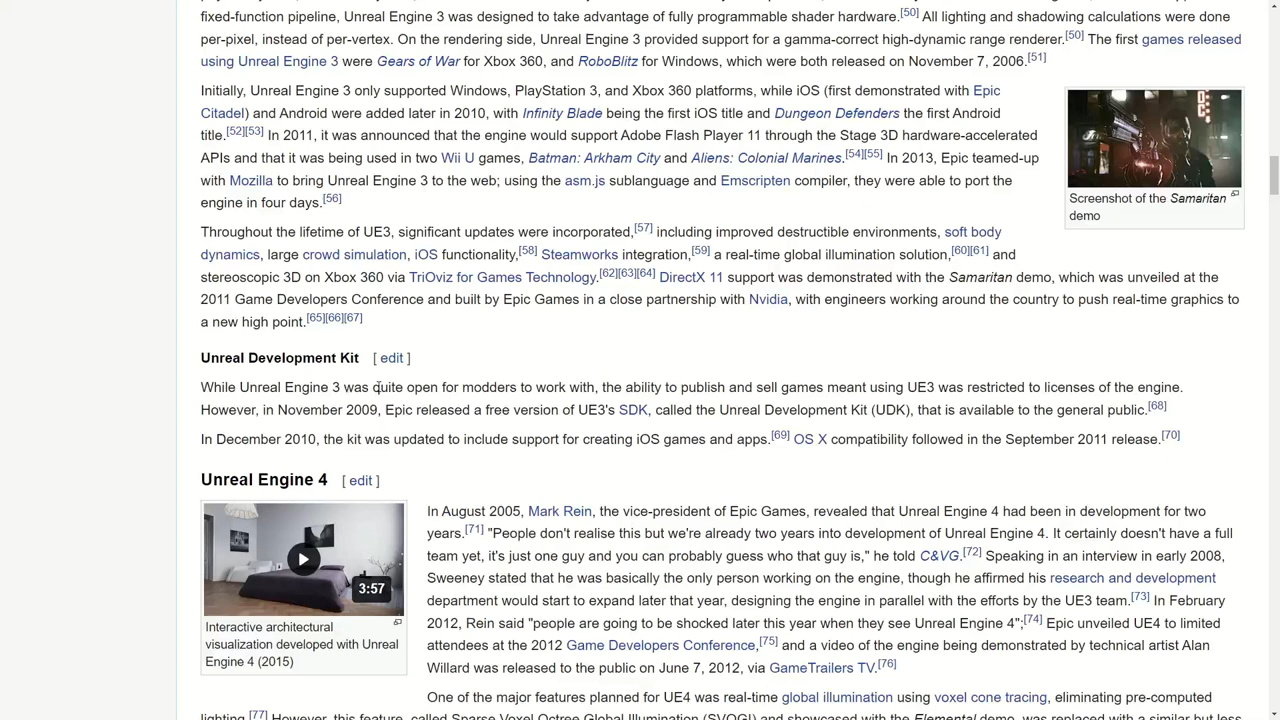 fixed-function pipeline, Unreal Engine 3 was designed to take advantage of fully programmable shader hardware.[50] All lighting and shadowing calculations were done
per-pixel, instead of per-vertex. On the rendering side, Unreal Engine 3 provided support for a gamma-correct high-dynamic range renderer.[50] The first games released
using Unreal Engine 3 were Gears of War for Xbox 360, and RoboBlitz for Windows, which were both released on November 7, 2006.[51]
Initially, Unreal Engine 3 only supported Windows, PlayStation 3, and Xbox 360 platforms, while iOS (first demonstrated with Epic
Citadel) and Android were added later in 2010, with Infinity Blade being the first iOS title and Dungeon Defenders the first Android
title.[52][53] In 2011, it was announced that the engine would support Adobe Flash Player 11 through the Stage 3D hardware-accelerated
APIs and that it was being used in two Wii U games, Batman: Arkham City and Aliens: Colonial Marines.[54][55] In 2013, Epic teamed-up
with Mozilla to bring Unreal Engine 3 to the web; using the asm.js sublanguage and Emscripten compiler, they were able to port the
engine in four days.[56]
Screenshot of the Samaritan
demo
Throughout the lifetime of UE3, significant updates were incorporated,[57] including improved destructible environments, soft body
dynamics, large crowd simulation, iOS functionality,[58] Steamworks integration,[59] a real-time global illumination solution,[60][61] and
stereoscopic 3D on Xbox 360 via TriOviz for Games Technology.[62][63][64] DirectX 11 support was demonstrated with the Samaritan demo, which was unveiled at the
2011 Game Developers Conference and built by Epic Games in a close partnership with Nvidia, with engineers working around the country to push real-time graphics to
a new high point.[65][66][67]
Unreal Development Kit [ edit ]
While Unreal Engine 3 was quite open for modders to work with, the ability to publish and sell games meant using UE3 was restricted to licenses of the engine.
However, in November 2009, Epic released a free version of UE3's SDK, called the Unreal Development Kit (UDK), that is available to the general public.[68]
In December 2010, the kit was updated to include support for creating iOS games and apps.[69] OS X compatibility followed in the September 2011 release.[70]
Unreal Engine 4 [ edit ]
3:57
Interactive architectural
visualization developed with Unreal
Engine 4 (2015)
In August 2005, Mark Rein, the vice-president of Epic Games, revealed that Unreal Engine 4 had been in development for two
years.[71] "People don't realise this but we're already two years into development of Unreal Engine 4. It certainly doesn't have a full
team yet, it's just one guy and you can probably guess who that guy is," he told C&VG.[72] Speaking in an interview in early 2008,
Sweeney stated that he was basically the only person working on the engine, though he affirmed his research and development
department would start to expand later that year, designing the engine in parallel with the efforts by the UE3 team.[73] In February
2012, Rein said "people are going to be shocked later this year when they see Unreal Engine 4";[74] Epic unveiled UE4 to limited
attendees at the 2012 Game Developers Conference,[75] and a video of the engine being demonstrated by technical artist Alan
Willard was released to the public on June 7, 2012, via GameTrailers TV.[76]
One of the major features planned for UE4 was real-time global illumination using voxel cone tracing, eliminating pre-computed
lighting.[77] However, this feature, called Sparse Voxel Octree Global Illumination (SVOGI) and showcased with the Elemental demo, was replaced with a similar but less